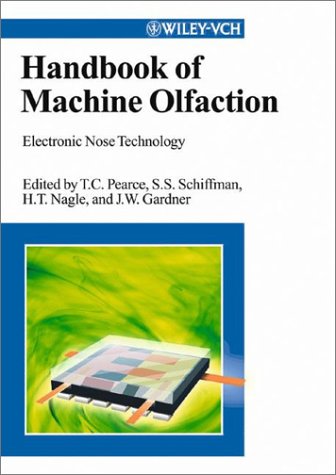 WILEY-VCH
Handbook of
Machine Olfaction
Electronic Nose Technology
Edited by T.C. Pearce, S.S. Schiffman,
H.T. Nagle, and J.W. Gardner